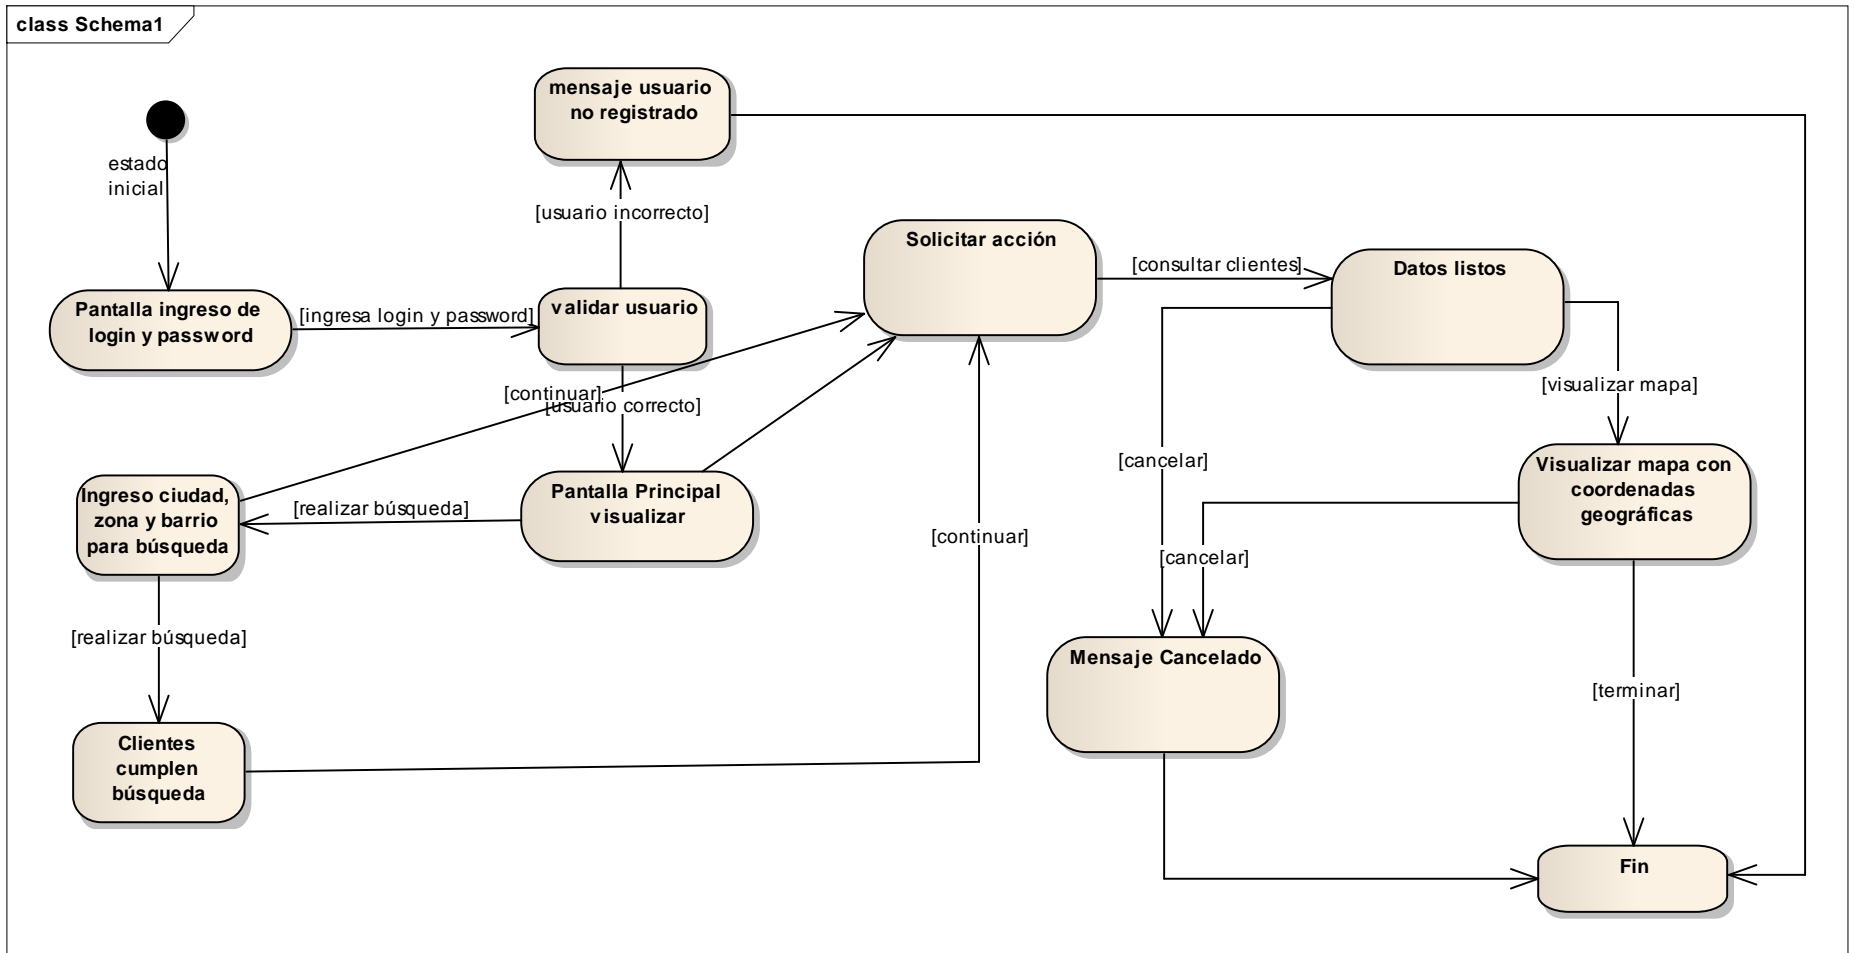 class Schema1
mensaje usuario
no registrado
estado
inicial
[usuario incorrecto]
Solicitar acción
[consultar clientes]
Datos listos
Pantalla ingreso de
login y password
[ingresa login y password]
validar usuario
[continuar]
[usuario correcto]
[visualizar mapa]
[cancelar]
Visualizar mapa con
coordenadas
geográficas
Ingreso ciudad,
zona y barrio
para búsqueda
[realizar búsqueda]
Pantalla Principal
visualizar
[continuar]
[cancelar]
[realizar búsqueda]
Mensaje Cancelado
[terminar]
Clientes
cumplen
búsqueda
Fin